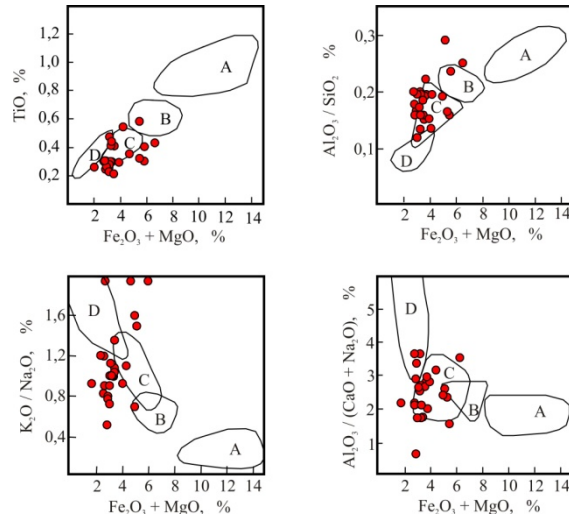 TiO, %
1,2
1,0
0,8
0,6
0,4
0,2
A
B
C
D
2 4 6 8 10 12 14
Fe₂O₃ + MgO, %
Al₂O₃ / SiO₂ %
0,3
0,2
0,1
A
B
C
D
2 4 6 8 10 12 14
Fe₂O₃ + MgO, %
K₂O / Na₂O, %
1,6
1,2
0,8
0,4
D
C
B
A
2 4 6 8 10 12 14
Fe₂O₃ + MgO, %
Al₂O₃ / (CaO + Na₂O), %
5
4
3
2
1
D
C
B
A
2 4 6 8 10 12 14
Fe₂O₃ + MgO, %